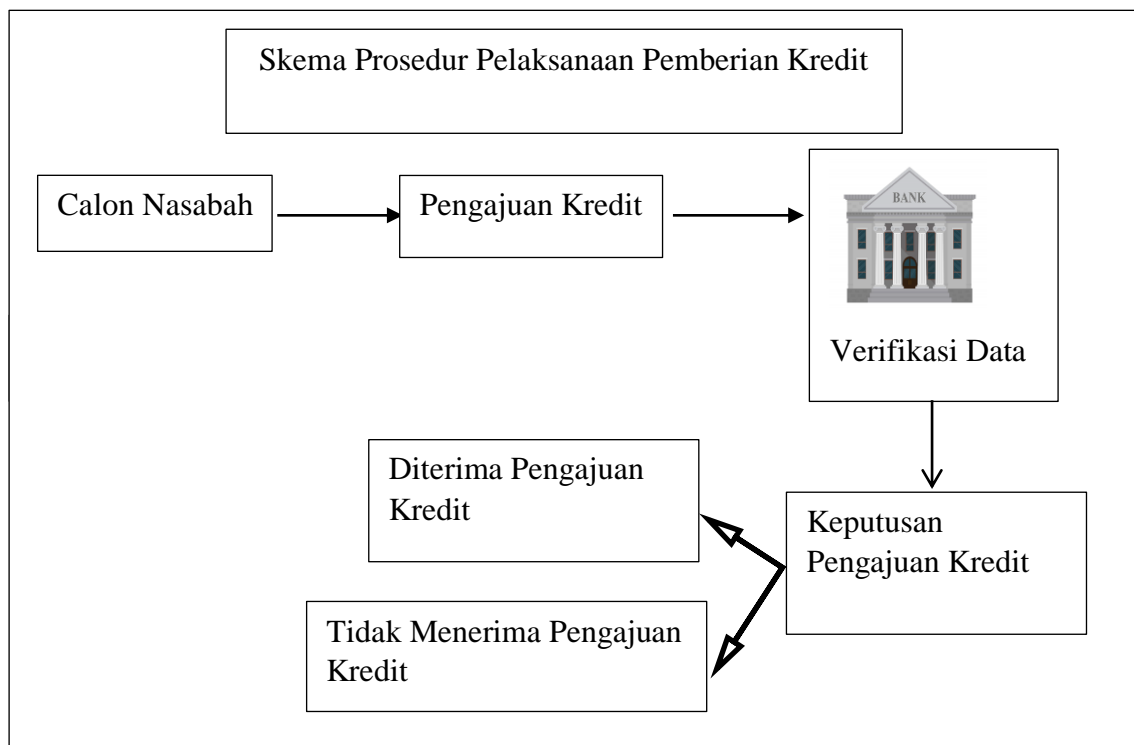 Skema Prosedur Pelaksanaan Pemberian Kredit
Calon Nasabah
Pengajuan Kredit
BANK
Verifikasi Data
Diterima Pengajuan
Kredit
Keputusan
Pengajuan Kredit
Tidak Menerima Pengajuan
Kredit